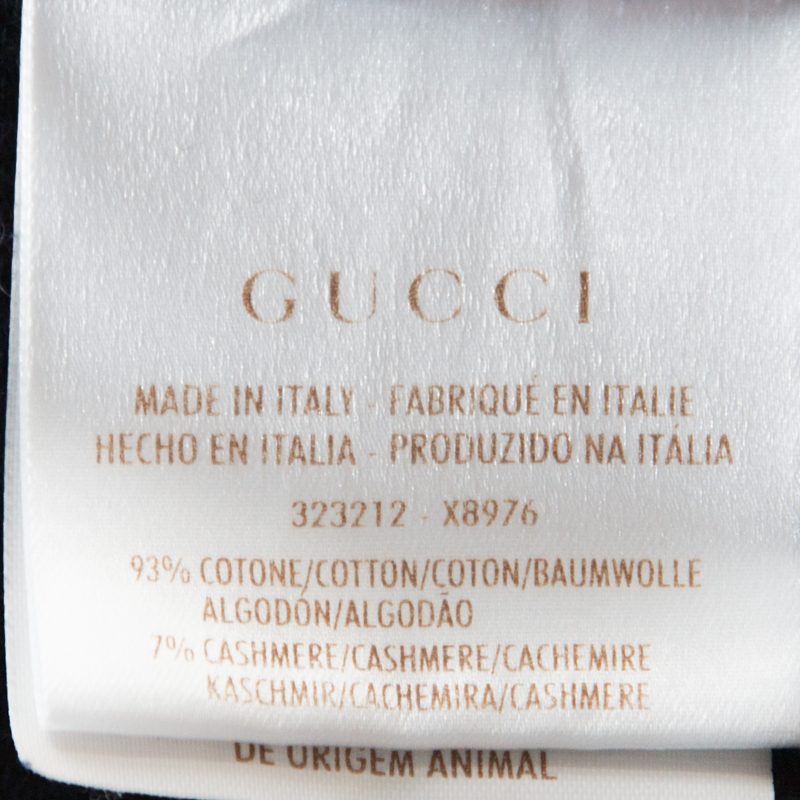 GUCCI
MADE IN ITALY - FABRIQUÉ EN ITALIE
HECHO EN ITALIA - PRODUZIDO NA ITÁLIA
323212 - X8976
93% COTONE/COTTON/COTON/BAUMWOLLE
ALGODÓN/ALGODÃO
7% CASHMERE/CASHMERE/CACHEMIRE
KASCHMIR/CACHEMIRA/CASHMERE
DE ORIGEM ANIMAL